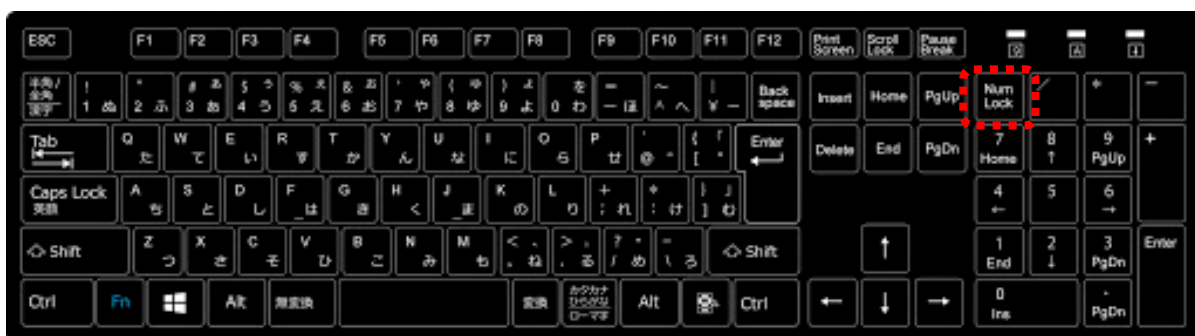 ESC F1 F2 F3 F4 F5 F6 F7 F8 F9 F10 F11 F12 Print Screen Scroll Lock Pause Break 9 A
半角/ 全角 漢字 ! 1 ぬ " 2 ふ # ぁ 3 あ $ ぅ 4 う % ぇ 5 え & ぉ 6 お ' ゃ 7 や ( ゅ 8 ゆ ) ょ 9 よ を 0 わ = - ほ ~ ^ へ | ¥ ー Back space Insert Home PgUp Num Lock / * -
Tab Q た W て E い R す T か Y ん U な I に O ら P せ ` @ ゛ { 「 [ ゜ Enter Delete End PgDn 7 Home 8 ↑ 9 PgUp +
Caps Lock 英数 A ち S と D し F は G き H く J ま K の L り + ; れ * : け } 」 ] む 4 ← 5 6 →
Shift Z つ X さ C そ V ひ B こ N み M も < 、 , ね > 。 . る ? ・ / め _ \ ろ Shift ↑ 1 End 2 ↓ 3 PgDn Enter
Ctrl Fn Alt 無変換 変換 カタカナ ひらがな ローマ字 Alt Ctrl ← ↓ → 0 Ins . PgDn